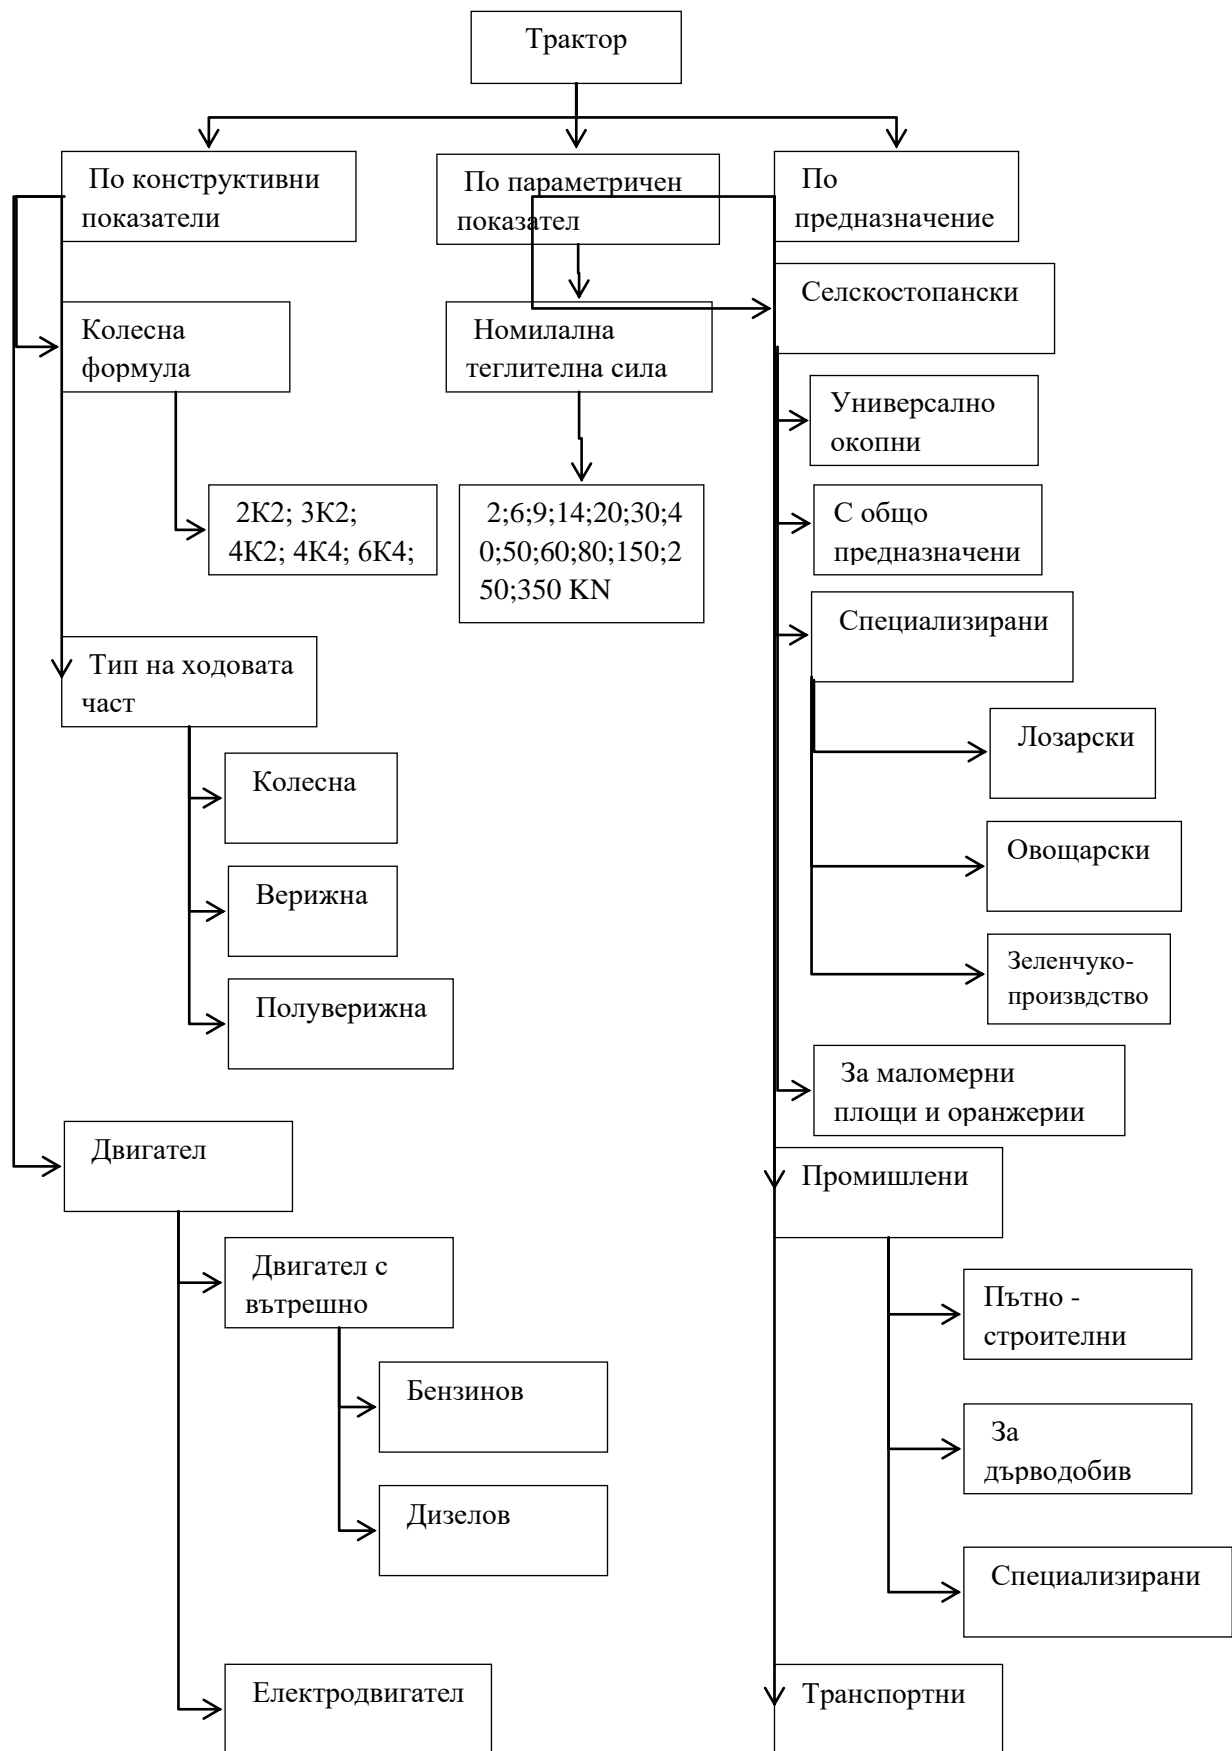 Трактор
По конструктивни
показатели
По параметричен
показател
По
предназначение
Селскостопански
Колесна
формула
Номилална
теглителна сила
Универсално
окопни
2К2; 3К2;
4К2; 4К4; 6К4;
2;6;9;14;20;30;4
0;50;60;80;150;2
50;350 KN
С общо
предназначени
Специализирани
Тип на ходовата
част
Лозарски
Колесна
Овощарски
Верижна
Зеленчуко-
произвдство
Полуверижна
За маломерни
площи и оранжерии
Двигател
Промишлени
Двигател с
вътрешно
Пътно -
строителни
Бензинов
За
дърводобив
Дизелов
Специализирани
Електродвигател
Транспортни